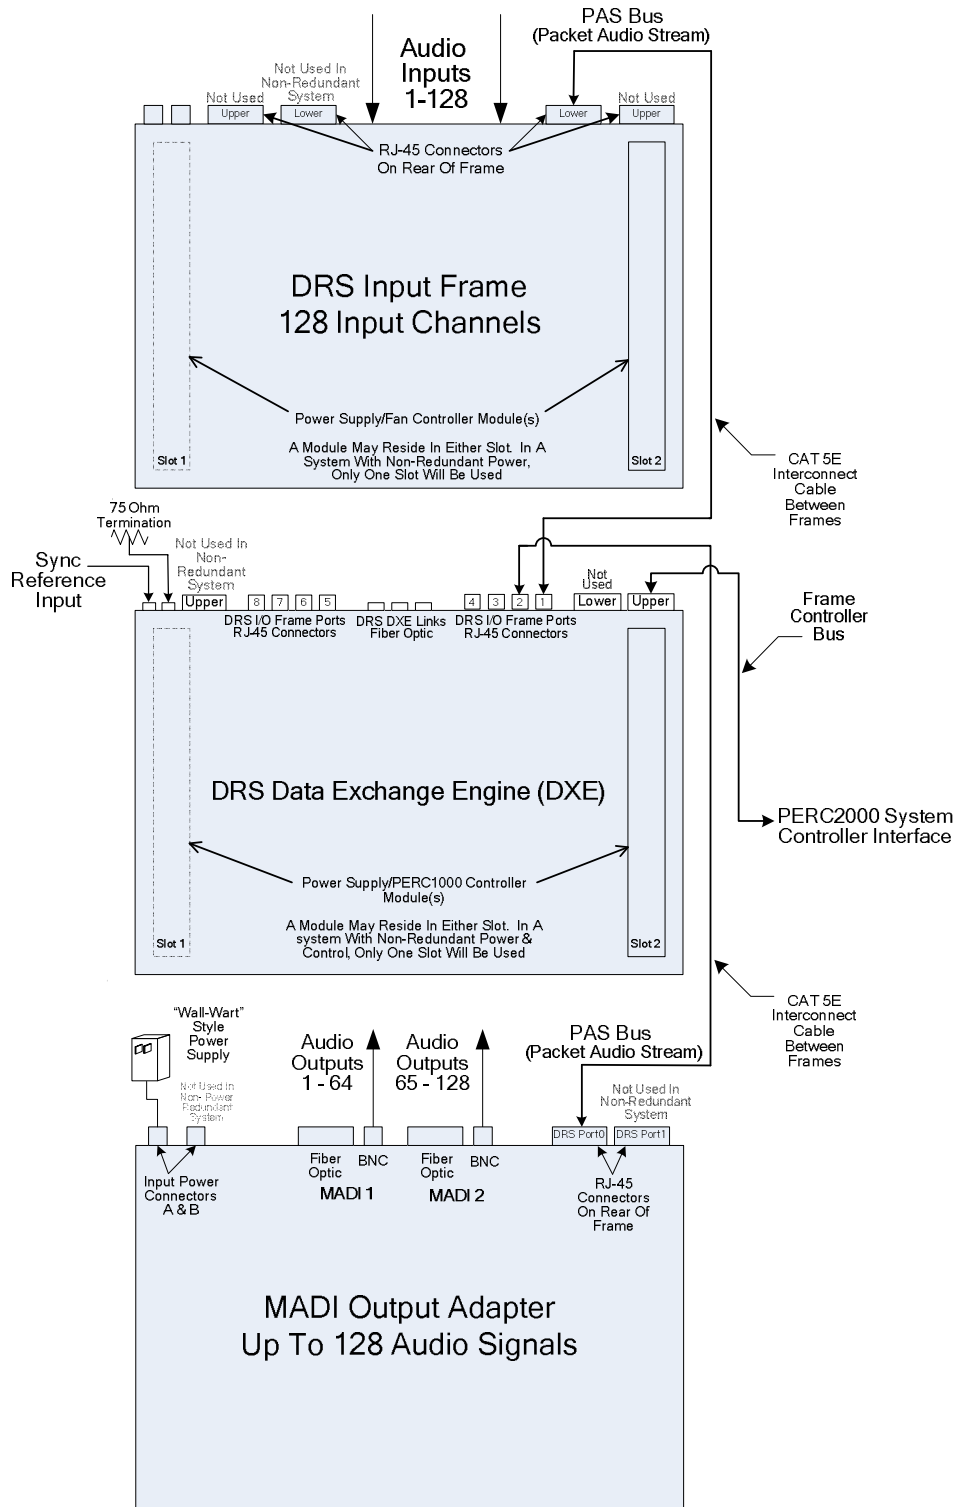 PAS Bus
(Packet Audio Stream)
Audio
Inputs
1-128
Not Used In
Non-Redundant
System
Not Used
Not Used
Upper
Lower
Lower
Upper
RJ-45 Connectors
On Rear Of Frame
DRS Input Frame
128 Input Channels
Power Supply/Fan Controller Module(s)
A Module May Reside In Either Slot. In A
System With Non-Redundant Power,
Only One Slot Will Be Used
Slot 1
Slot 2
CAT 5E
Interconnect
Cable
Between
Frames
75 Ohm
Termination
Not Used In
Non-
Redundant
System
Sync
Reference
Input
Not
Used
Upper
8
7
6
5
4
3
2
1
Lower
Upper
DRS I/O Frame Ports
RJ-45 Connectors
DRS DXE Links
Fiber Optic
DRS I/O Frame Ports
RJ-45 Connectors
Frame
Controller
Bus
DRS Data Exchange Engine (DXE)
PERC2000 System
Controller Interface
Power Supply/PERC1000 Controller
Module(s)
A Module May Reside In Either Slot. In A
system With Non-Redundant Power &
Control, Only One Slot Will Be Used
Slot 1
Slot 2
CAT 5E
Interconnect
Cable
Between
Frames
"Wall-Wart"
Style
Power
Supply
Not Used In
Non- Power
Redundant
System
Audio
Outputs
1 - 64
Audio
Outputs
65 - 128
PAS Bus
(Packet Audio Stream)
Not Used In
Non-Redundant
System
DRS Port0
DRS Port1
Input Power
Connectors
A & B
Fiber
Optic
BNC
MADI 1
Fiber
Optic
BNC
MADI 2
RJ-45
Connectors
On Rear Of
Frame
MADI Output Adapter
Up To 128 Audio Signals